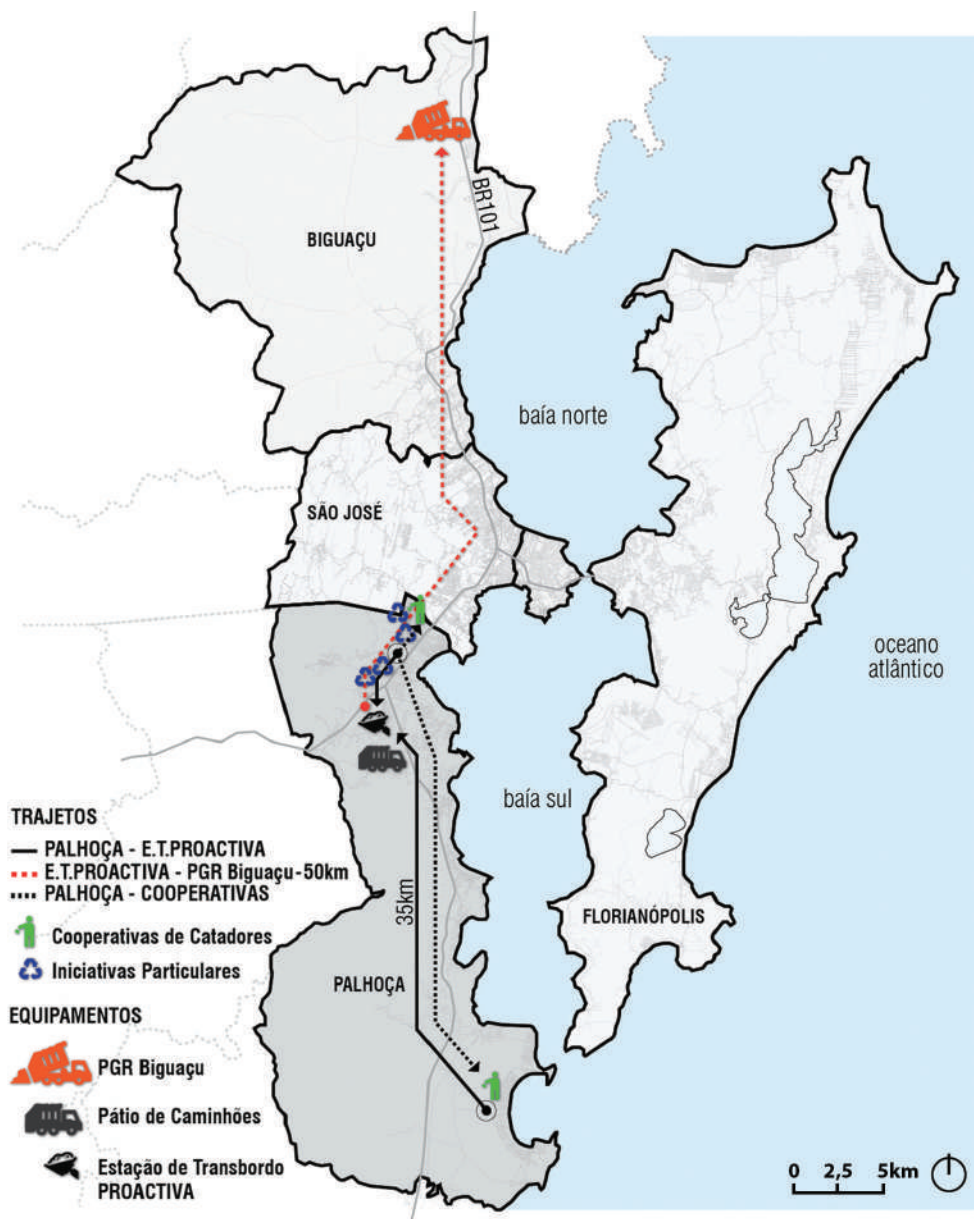 BR101
BIGUAÇU
baía norte
SÃO JOSÉ
oceano
atlântico
baía sul
TRAJETOS
PALHOÇA - E.T.PROACTIVA
E.T.PROACTIVA - PGR Biguaçu-50km
PALHOÇA - COOPERATIVAS
35km
FLORIANÓPOLIS
Cooperativas de Catadores
Iniciativas Particulares
PALHOÇA
EQUIPAMENTOS
PGR Biguaçu
Pátio de Caminhões
Estação de Transbordo
PROACTIVA
0 2,5 5km